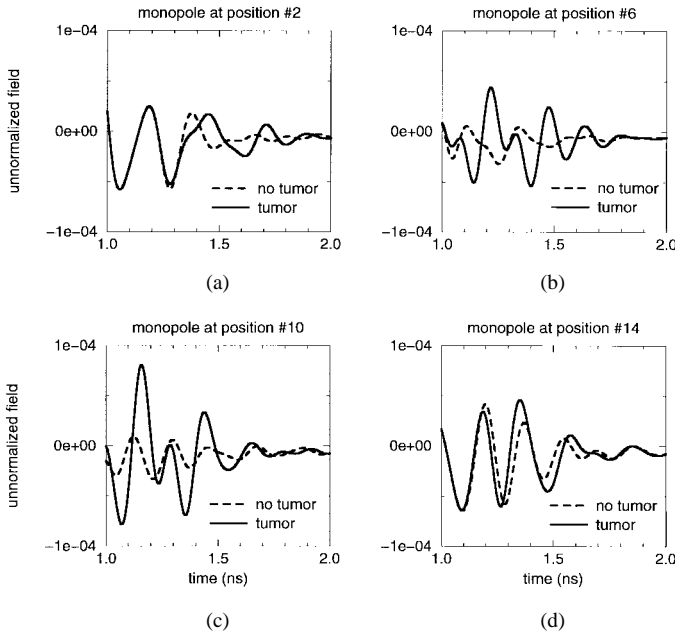 monopole at position #2
1e-04
0e+00
-1e-04
unnormalized field
no tumor
tumor
1.0
1.5
2.0
(a)
monopole at position #6
1e-04
0e+00
-1e-04
no tumor
tumor
1.0
1.5
2.0
(b)
monopole at position #10
1e-04
0e+00
-1e-04
unnormalized field
no tumor
tumor
1.0
1.5
2.0
time (ns)
(c)
monopole at position #14
1e-04
0e+00
-1e-04
no tumor
tumor
1.0
1.5
2.0
time (ns)
(d)